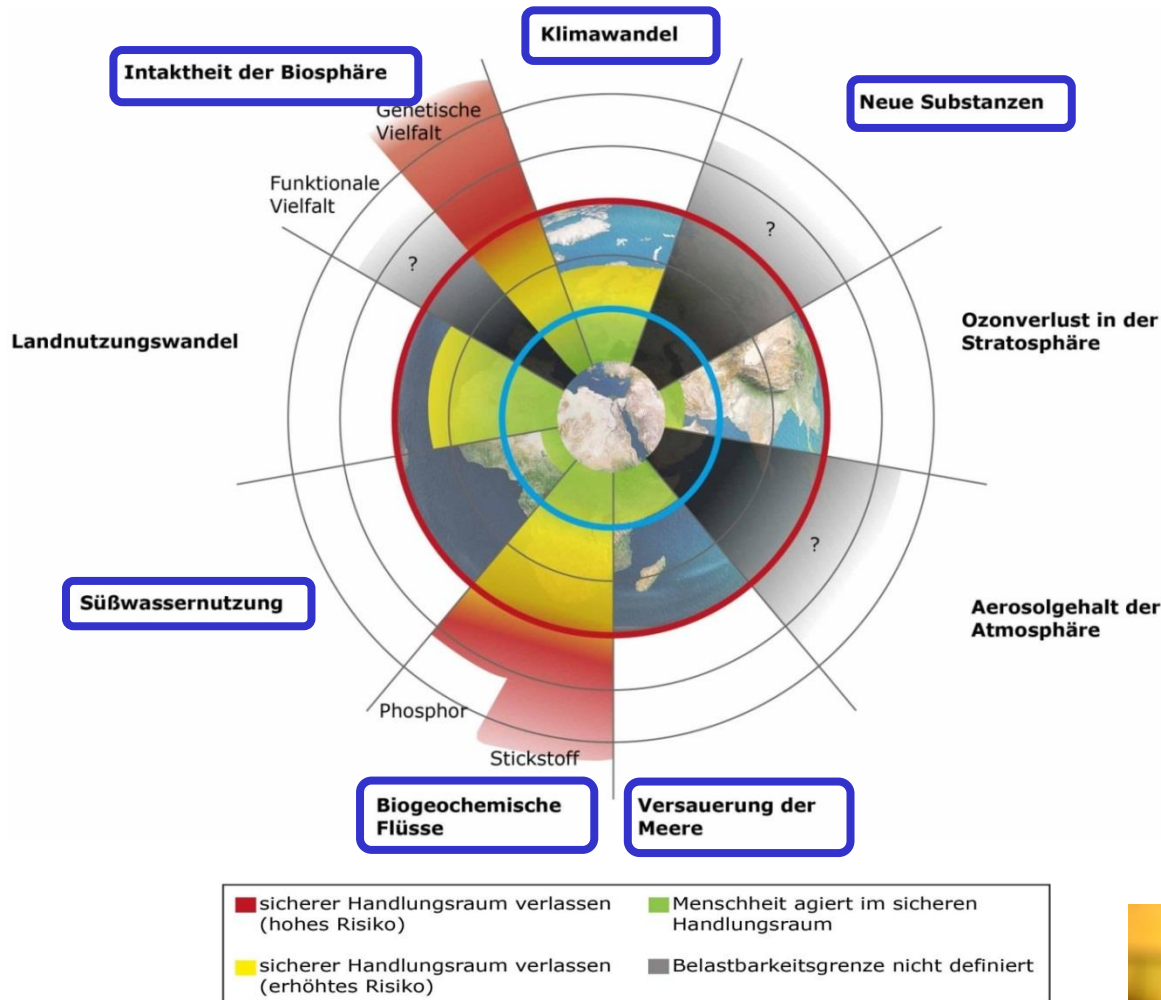 Klimawandel
Intaktheit der Biosphäre
Neue Substanzen
Genetische
Vielfalt
Funktionale
Vielfalt
?
?
Landnutzungswandel
Ozonverlust in der
Stratosphäre
?
Süßwassernutzung
Aerosolgehalt der
Atmosphäre
Phosphor
Stickstoff
Biogeochemische
Flüsse
Versauerung der
Meere
sicherer Handlungsraum verlassen
(hohes Risiko)
Menschheit agiert im sicheren
Handlungsraum
sicherer Handlungsraum verlassen
(erhöhtes Risiko)
Belastbarkeitsgrenze nicht definiert